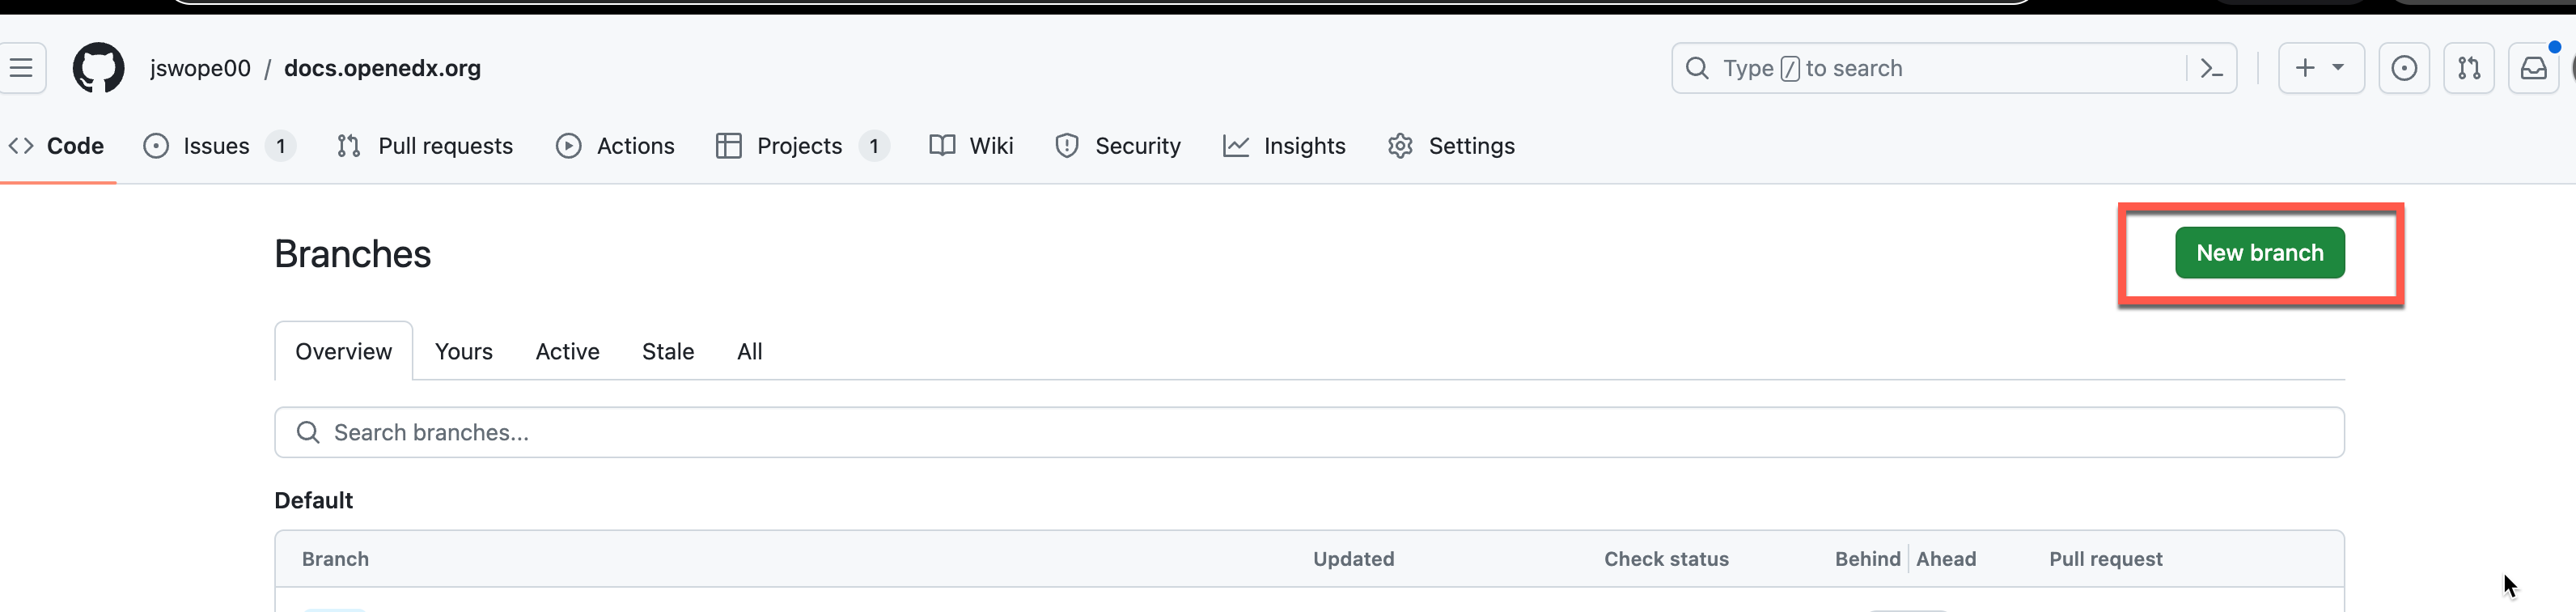 jswope00 / docs.openedx.org
Type / to search
Code Issues 1 Pull requests Actions Projects 1 Wiki Security Insights Settings
Branches
New branch
Overview Yours Active Stale All
Search branches...
Default
Branch Updated Check status Behind Ahead Pull request